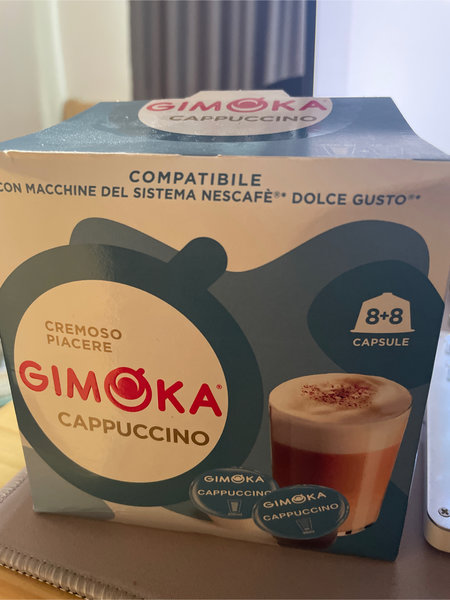 GIMOKA
CAPPUCCINO
COMPATIBILE
CON MACCHINE DEL SISTEMA NESCAFÈ®* DOLCE GUSTO®*
8+8
CAPSULE
CREMOSO
PIACERE
GIMOKA®
CAPPUCCINO
GIMOKA
CAPPUCCINO
GIMOKA
CAPPUCCINO